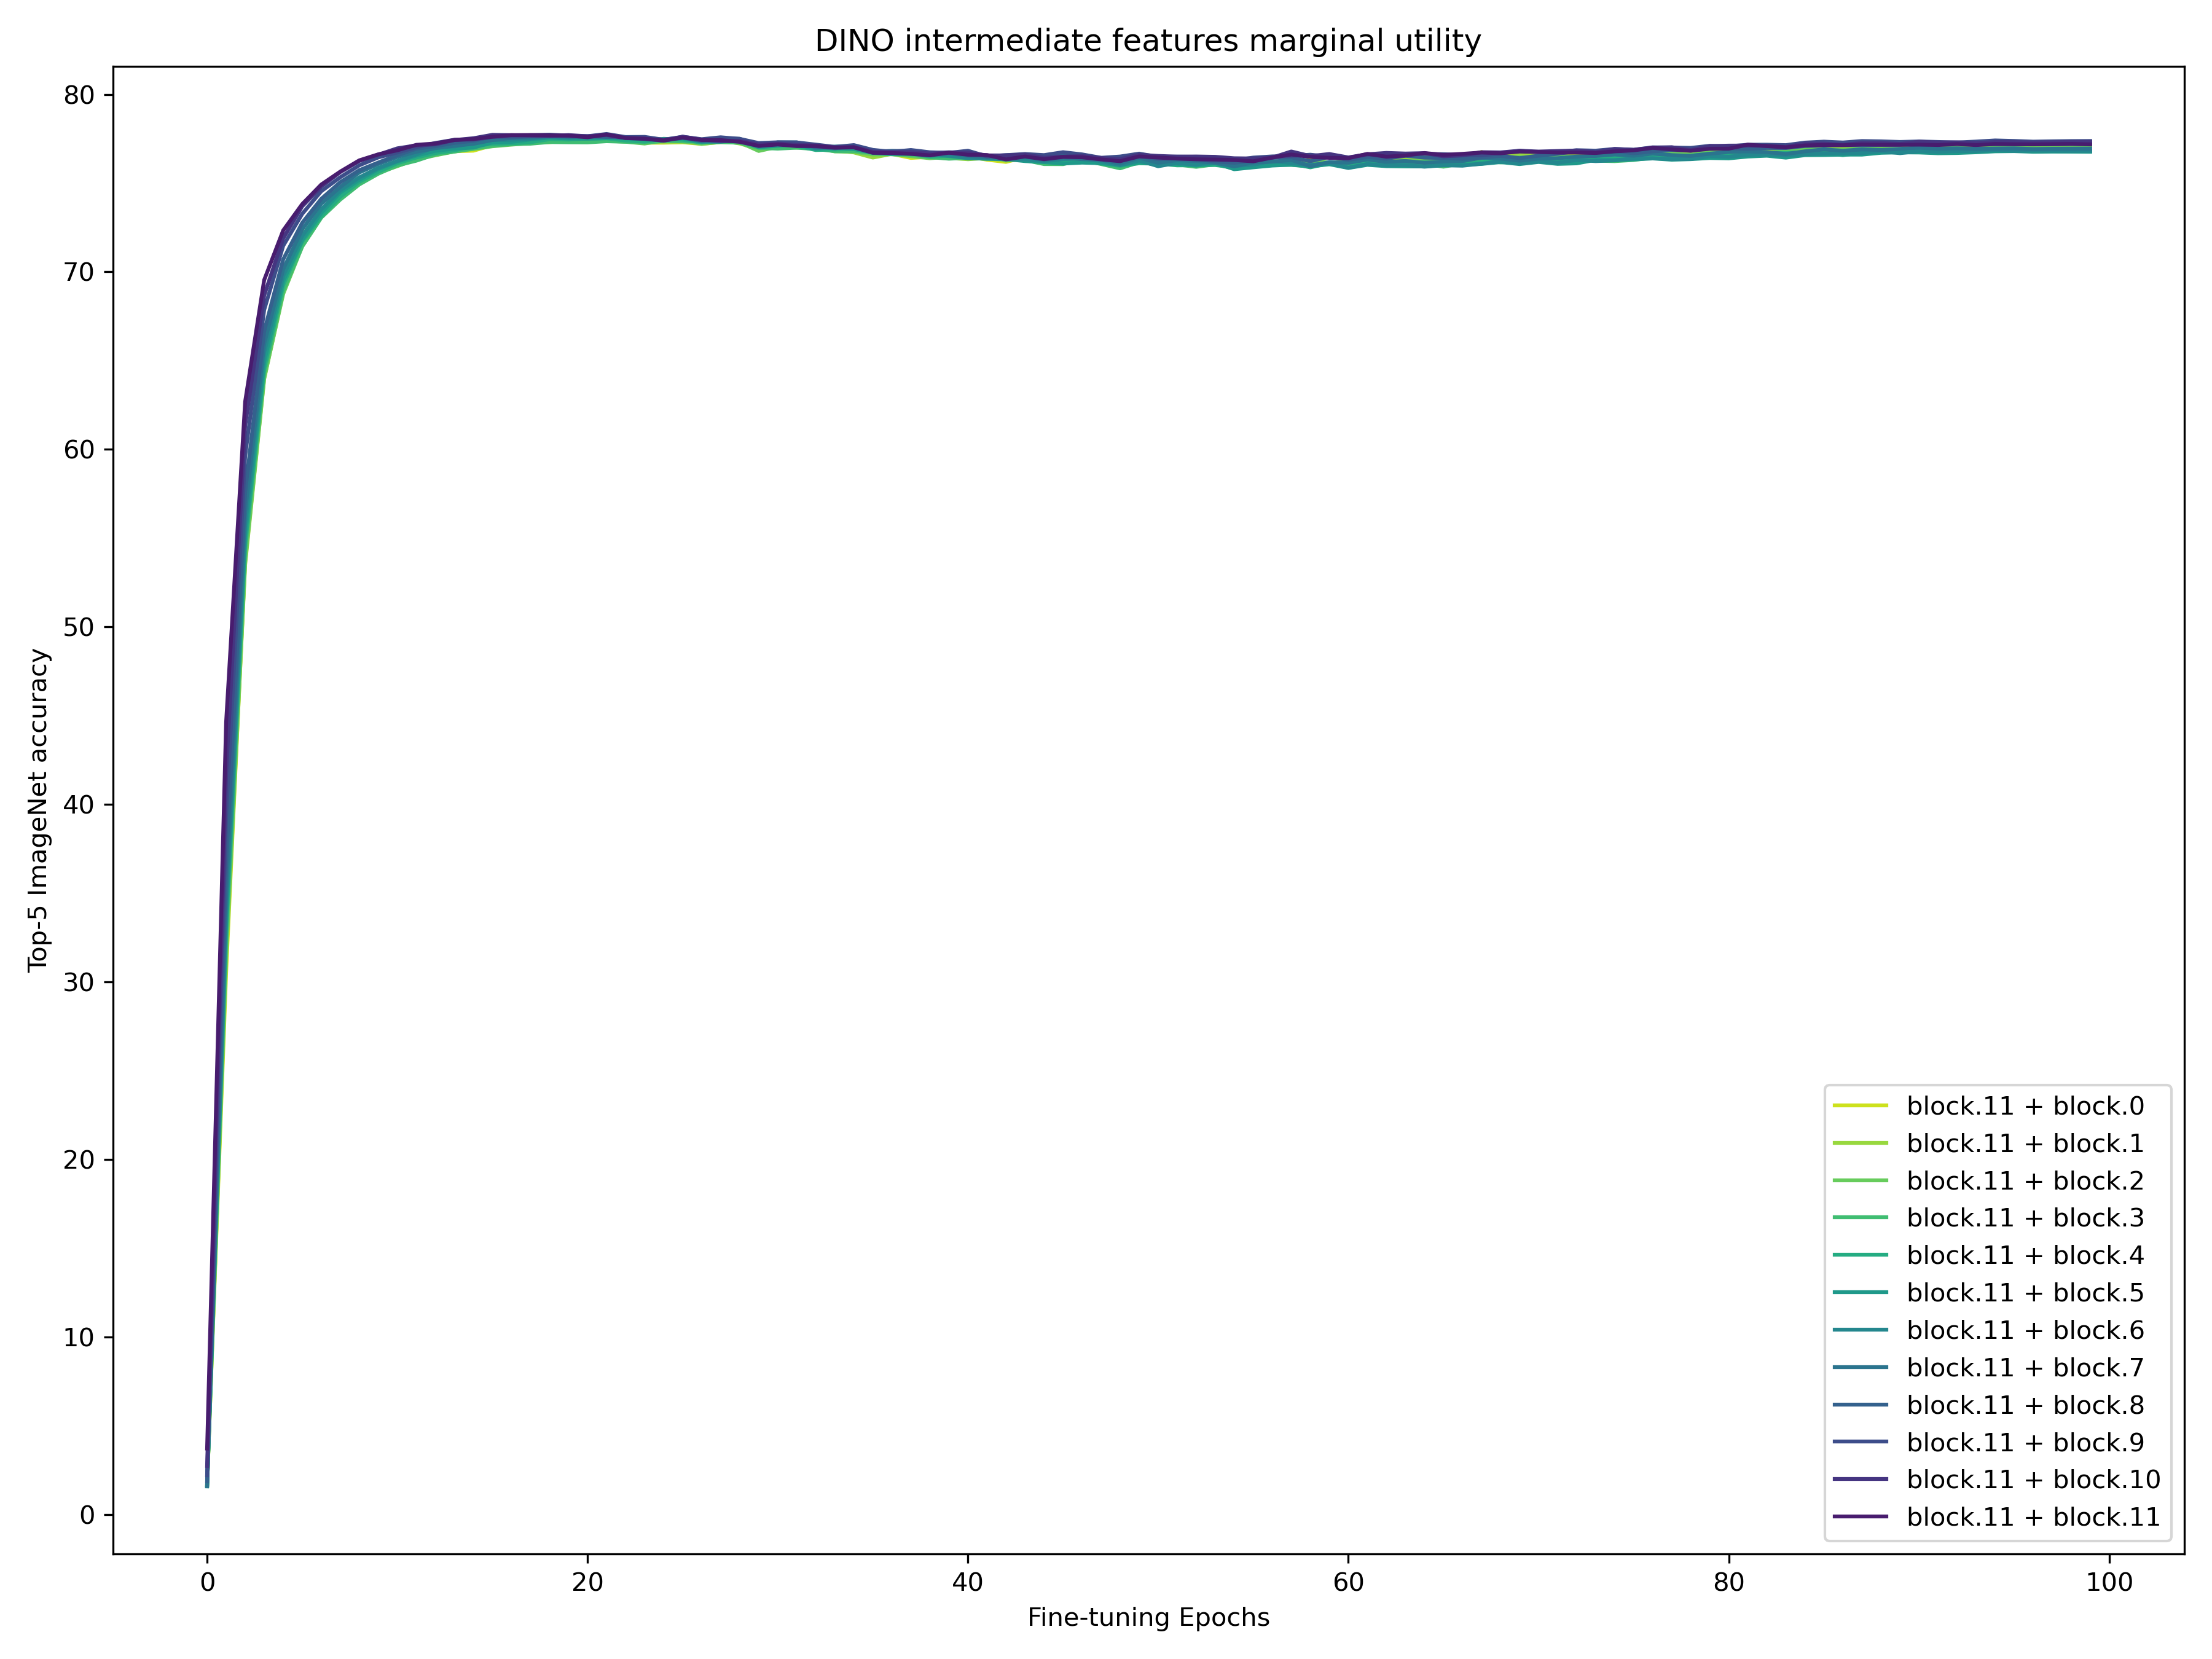 DINO intermediate features marginal utility
Top-5 ImageNet accuracy
80
70
60
50
40
30
20
10
0
block.11 + block.0
block.11 + block.1
block.11 + block.2
block.11 + block.3
block.11 + block.4
block.11 + block.5
block.11 + block.6
block.11 + block.7
block.11 + block.8
block.11 + block.9
block.11 + block.10
block.11 + block.11
0 20 40 60 80 100
Fine-tuning Epochs